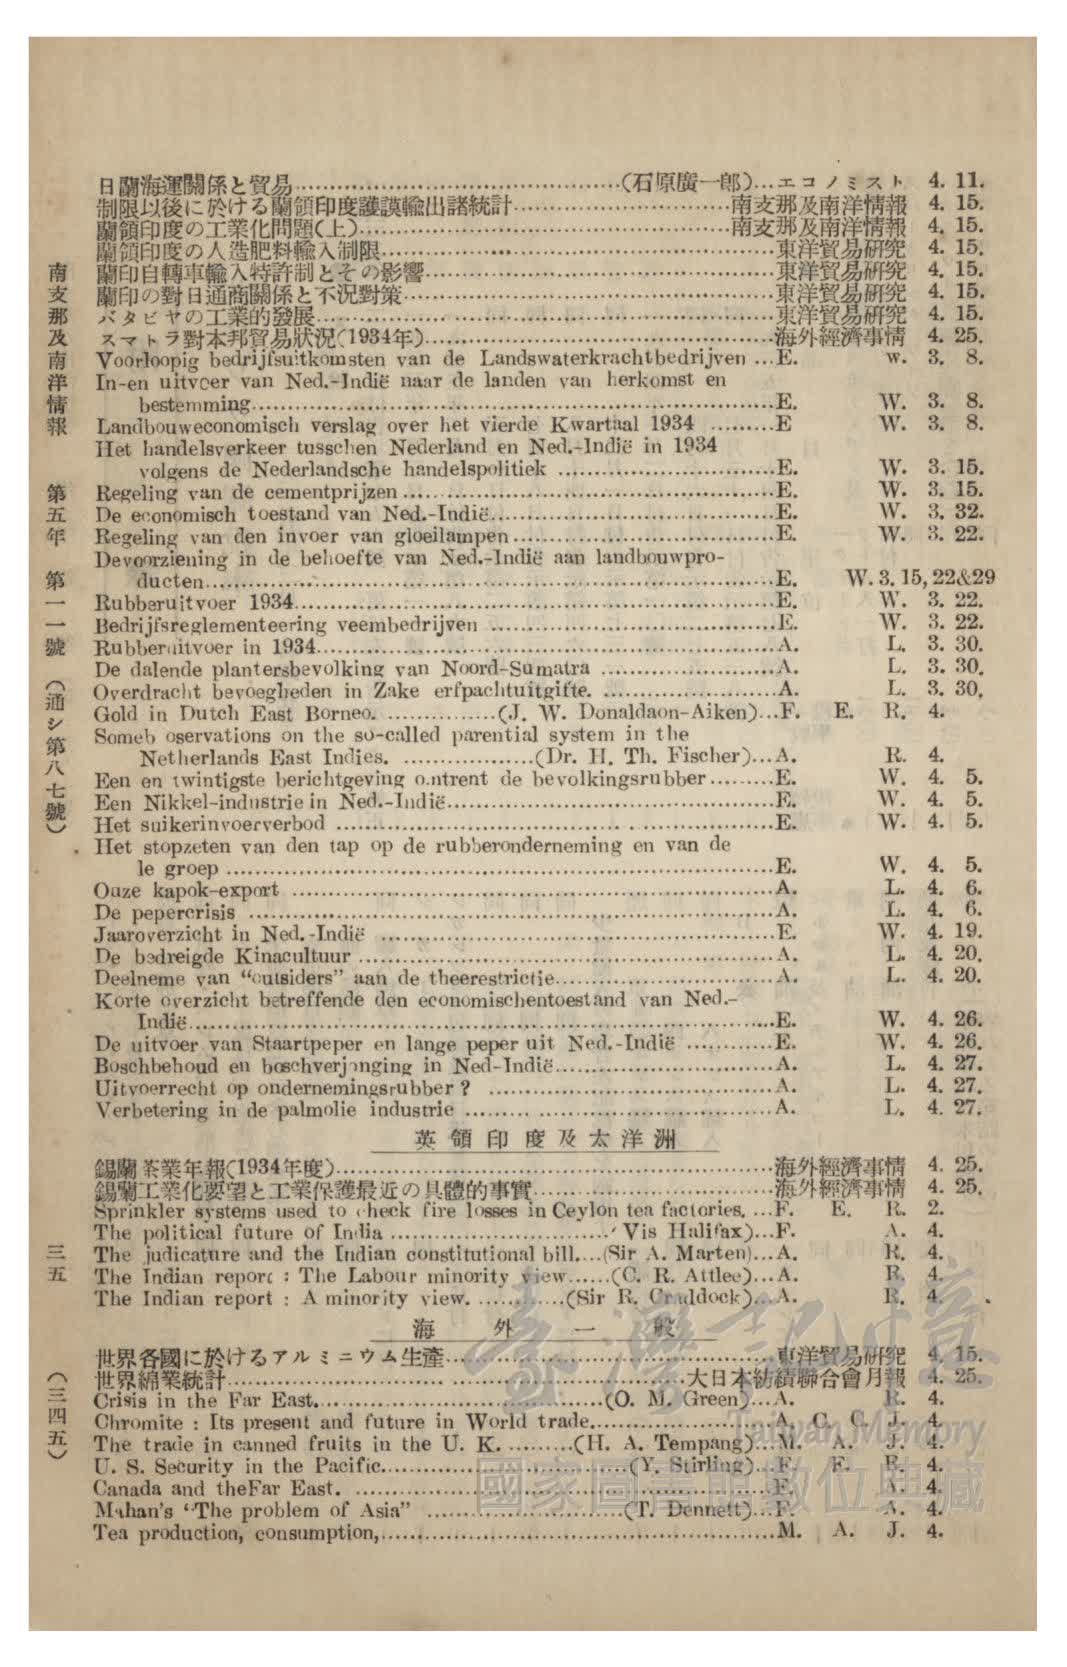 南支那及南洋情報 第五年 第一一號 (通シ第八七號) 三五 (三四五)
日蘭海運關係と貿易……(石原廣一郎)…エコノミスト 4. 11.
制限以後に於ける蘭領印度護謨輸出諸統計……南支那及南洋情報 4. 15.
蘭領印度の工業化問題(上)……南支那及南洋情報 4. 15.
蘭領印度の人造肥料輸入制限……東洋貿易研究 4. 15.
蘭印自轉車輸入特許制とその影響……東洋貿易研究 4. 15.
蘭印の對日通商關係と不況對策……東洋貿易研究 4. 15.
バタビヤの工業的發展……東洋貿易研究 4. 15.
スマトラ對本邦貿易狀況(1934年)……海外經濟事情 4. 25.
Voorloopig bedrijfsuitkomsten van de Landswaterkrachtbedrijven ...E. w. 3. 8.
In-en uitvoer van Ned.-Indië naar de landen van herkomst en
bestemming……E. W. 3. 8.
Landbouweconomisch verslag over het vierde Kwartaal 1934 ………E W. 3. 8.
Het handelsverkeer tusschen Nederland en Ned.-Indië in 1934
volgens de Nederlandsche handelspolitiek ……E. W. 3. 15.
Regeling van de cementprijzen ……E. W. 3. 15.
De economisch toestand van Ned.-Indië……E. W. 3. 32.
Regeling van den invoer van gloeilampen……E. W. 3. 22.
Devoorziening in de behoefte van Ned.-Indië aan landbouwpro-
ducten……E. W. 3. 15, 22&29
Rubberuitvoer 1934……E. W. 3. 22.
Bedrijfsreglementeering veembedrijven ……E. W. 3. 22.
Rubberuitvoer in 1934……A. L. 3. 30.
De dalende plantersbevolking van Noord-Sumatra ……A. L. 3. 30.
Overdracht bevoegheden in Zake erfpachtuitgifte. ……A. L. 3. 30.
Gold in Dutch East Borneo. ……(J. W. Donaldaon-Aiken)...F. E. R. 4.
Someb oservations on the so-called parential system in the
Netherlands East Indies. ……(Dr. H. Th. Fischer)...A. R. 4.
Een en twintigste berichtgeving omtrent de bevolkingsrubber………E. W. 4. 5.
Een Nikkel-industrie in Ned.-Indië……E. W. 4. 5.
Het suikerinvoerverbod ……E. W. 4. 5.
Het stopzeten van den tap op de rubberonderneming en van de
le groep ……E. W. 4. 5.
Onze kapok-export ……A. L. 4. 6.
De pepercrisis ……A. L. 4. 6.
Jaaroverzicht in Ned.-Indië ……E. W. 4. 19.
De bedreigde Kinacultuur ……A. L. 4. 20.
Deelneme van "outsiders" aan de theerestrictie……A. L. 4. 20.
Korte overzicht betreffende den economischentoestand van Ned.-
Indië……E. W. 4. 26.
De uitvoer van Staartpeper en lange peper uit Ned.-Indië …………E. W. 4. 26.
Boschbehoud en boschverjonging in Ned-Indië……A. L. 4. 27.
Uitvoerrecht op ondernemingsrubber ? ……A. L. 4. 27.
Verbetering in de palmolie industrie ……A. L. 4. 27.
英領印度及太洋洲
錫蘭茶業年報(1934年度)……海外經濟事情 4. 25.
錫蘭工業化要望と工業保護最近の具體的事實……海外經濟事情 4. 25.
Sprinkler systems used to check fire losses in Ceylon tea factories. ...F. E. R. 2.
The political future of India ……(Vis Halifax)...F. A. 4.
The judicature and the Indian constitutional bill....(Sir A. Marten)...A. R. 4.
The Indian report : The Labour minority view......(C. R. Attlee)...A. R. 4.
The Indian report : A minority view. ……(Sir R. Craddock)...A. R. 4.
海外一般
世界各國に於けるアルミニウム生産……東洋貿易研究 4. 15.
世界綿業統計……大日本紡績聯合會月報 4. 25.
Crisis in the Far East……(O. M. Green)...A. R. 4.
Chromite : Its present and future in World trade……A. C. C. J. 4.
The trade in canned fruits in the U. K. ………(H. A. Tempang)...M. A. J. 4.
U. S. Security in the Pacific……(Y. Stirling)...F. E. R. 4.
Canada and theFar East. ……E. A. 4.
Mahan's "The problem of Asia" ……(T. Dennett)...F. A. 4.
Tea production, consumption,……M. A. J. 4.
臺灣記憶
Taiwan Memory
國家圖書館數位典藏